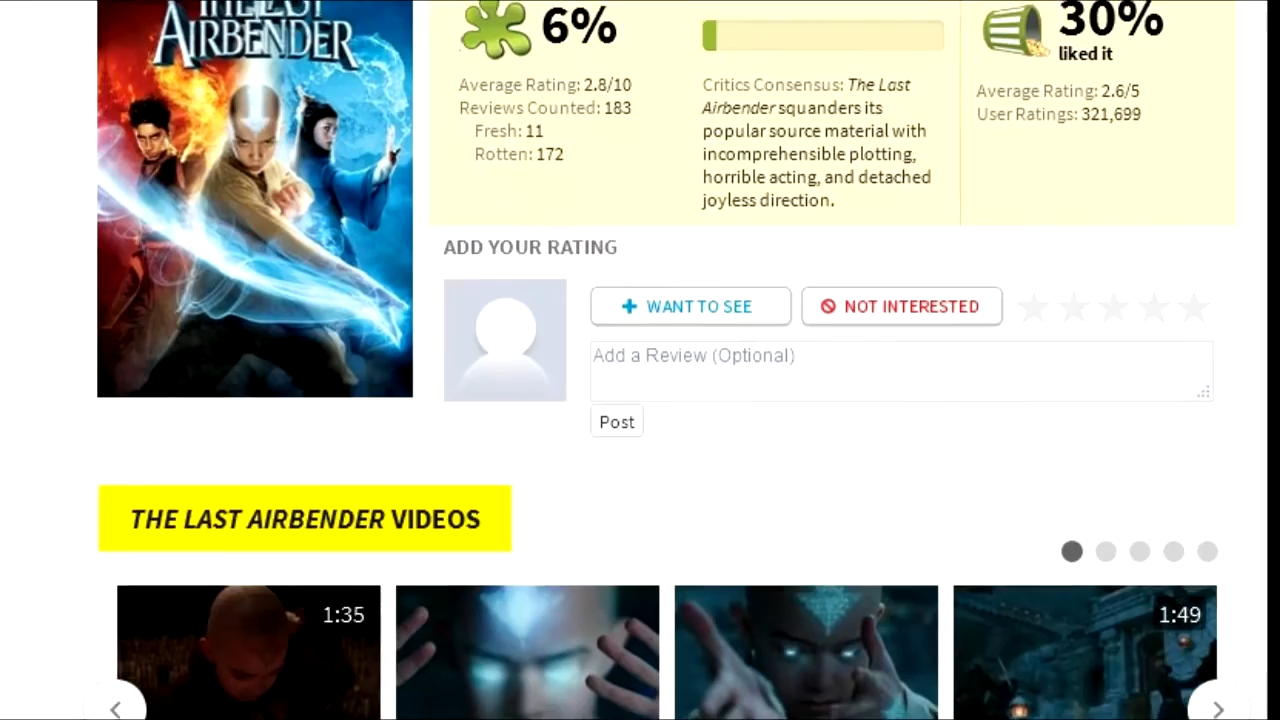 THE LAST
AIRBENDER
6%
Average Rating: 2.8/10
Reviews Counted: 183
Fresh: 11
Rotten: 172
Critics Consensus: The Last
Airbender squanders its
popular source material with
incomprehensible plotting,
horrible acting, and detached
joyless direction.
30%
liked it
Average Rating: 2.6/5
User Ratings: 321,699
ADD YOUR RATING
WANT TO SEE
NOT INTERESTED
Add a Review (Optional)
Post
THE LAST AIRBENDER VIDEOS
1:35
1:49